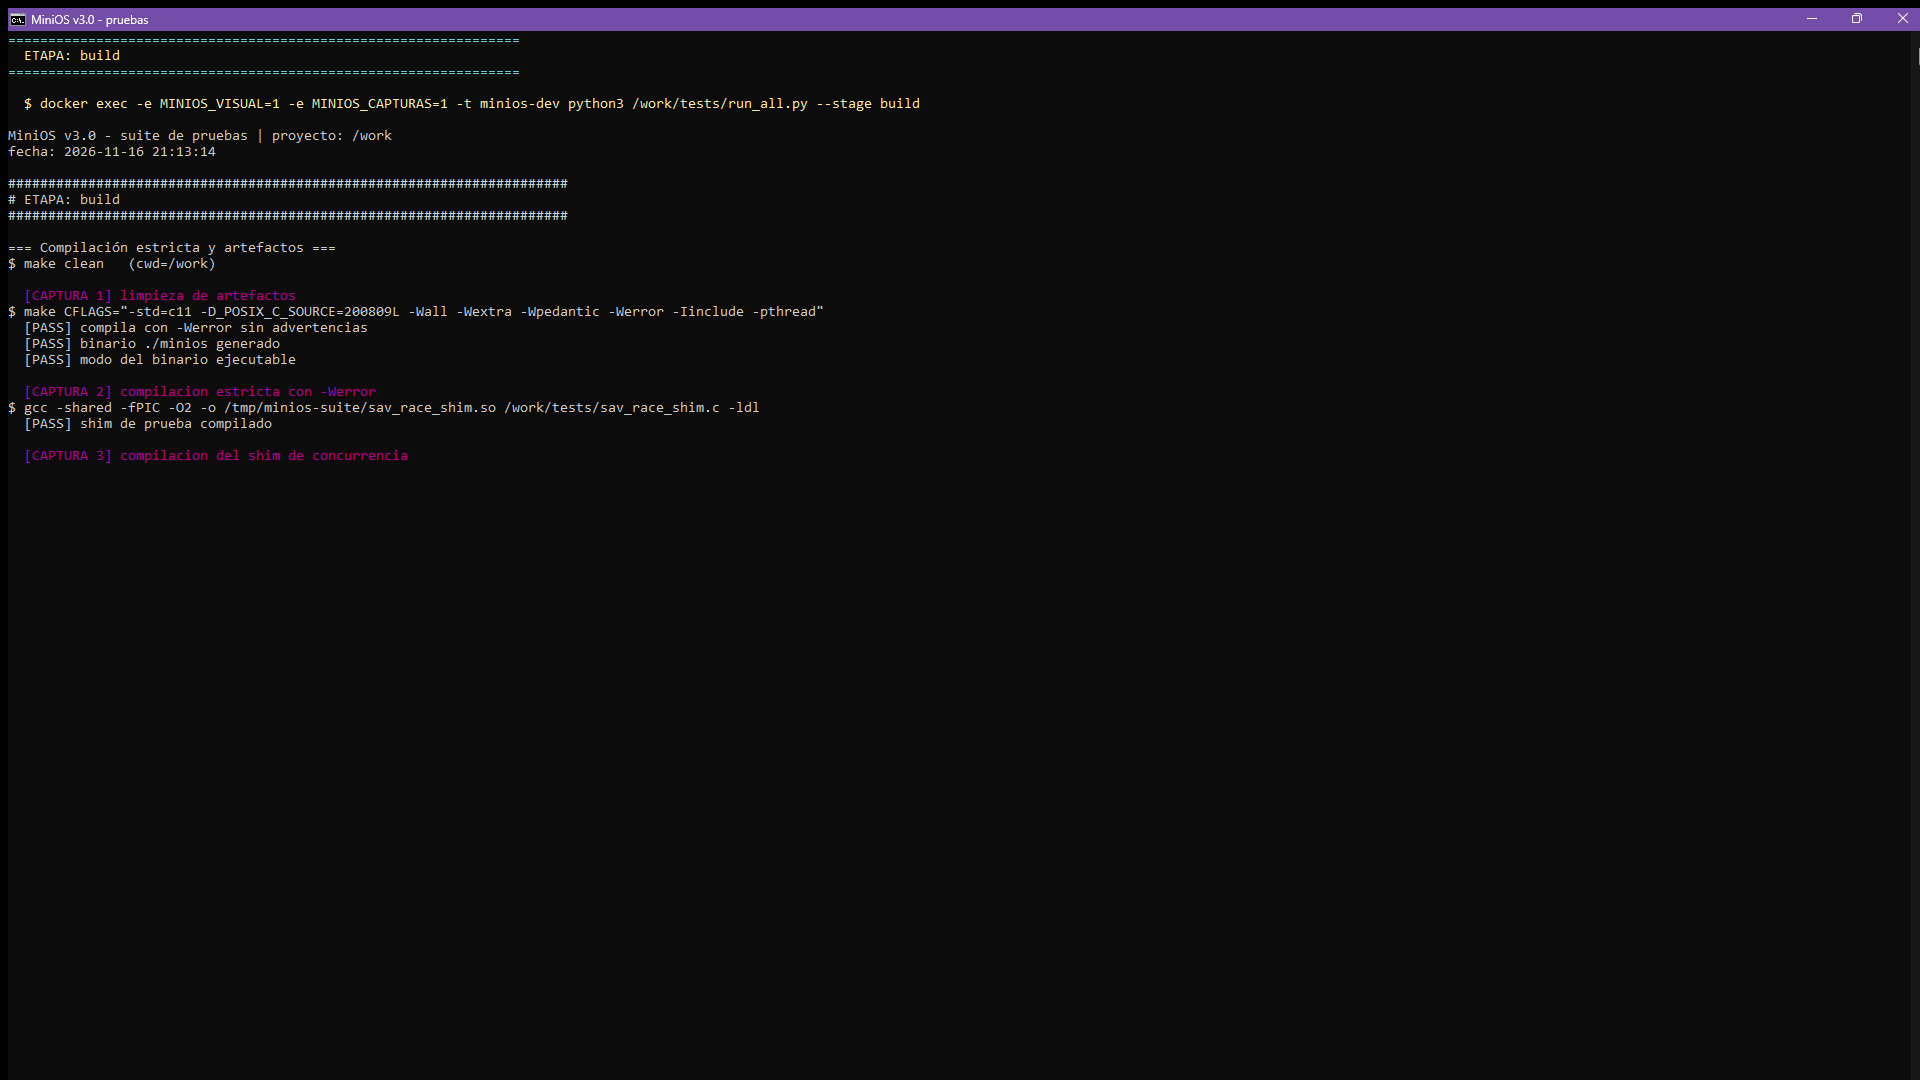 MiniOS v3.0 - pruebas
================================================================
ETAPA: build
================================================================
$ docker exec -e MINIOS_VISUAL=1 -e MINIOS_CAPTURAS=1 -t minios-dev python3 /work/tests/run_all.py --stage build
MiniOS v3.0 - suite de pruebas | proyecto: /work
fecha: 2026-11-16 21:13:14
######################################################################
# ETAPA: build
######################################################################
=== Compilación estricta y artefactos ===
$ make clean   (cwd=/work)
[CAPTURA 1] limpieza de artefactos
$ make CFLAGS="-std=c11 -D_POSIX_C_SOURCE=200809L -Wall -Wextra -Wpedantic -Werror -Iinclude -pthread"
[PASS] compila con -Werror sin advertencias
[PASS] binario ./minios generado
[PASS] modo del binario ejecutable
[CAPTURA 2] compilacion estricta con -Werror
$ gcc -shared -fPIC -O2 -o /tmp/minios-suite/sav_race_shim.so /work/tests/sav_race_shim.c -ldl
[PASS] shim de prueba compilado
[CAPTURA 3] compilacion del shim de concurrencia